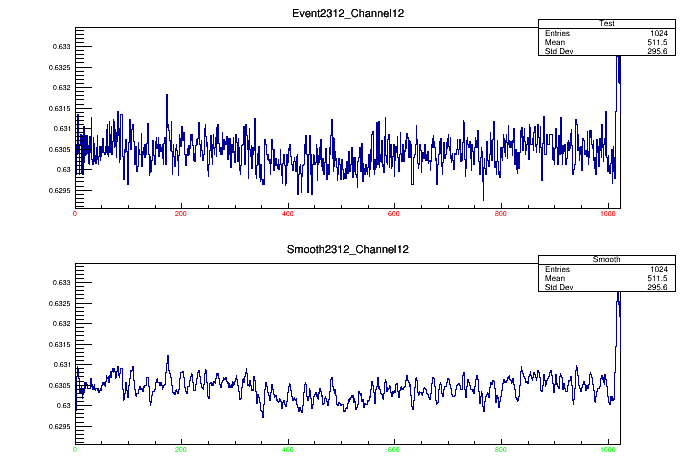 Event2312_Channel12
Test
Entries 1024
Mean 511.5
Std Dev 295.6
0.633
0.6325
0.632
0.6315
0.631
0.6305
0.63
0.6295
0 200 400 600 800 1000
Smooth2312_Channel12
Smooth
Entries 1024
Mean 511.5
Std Dev 295.6
0.633
0.6325
0.632
0.6315
0.631
0.6305
0.63
0.6295
0 200 400 600 800 1000